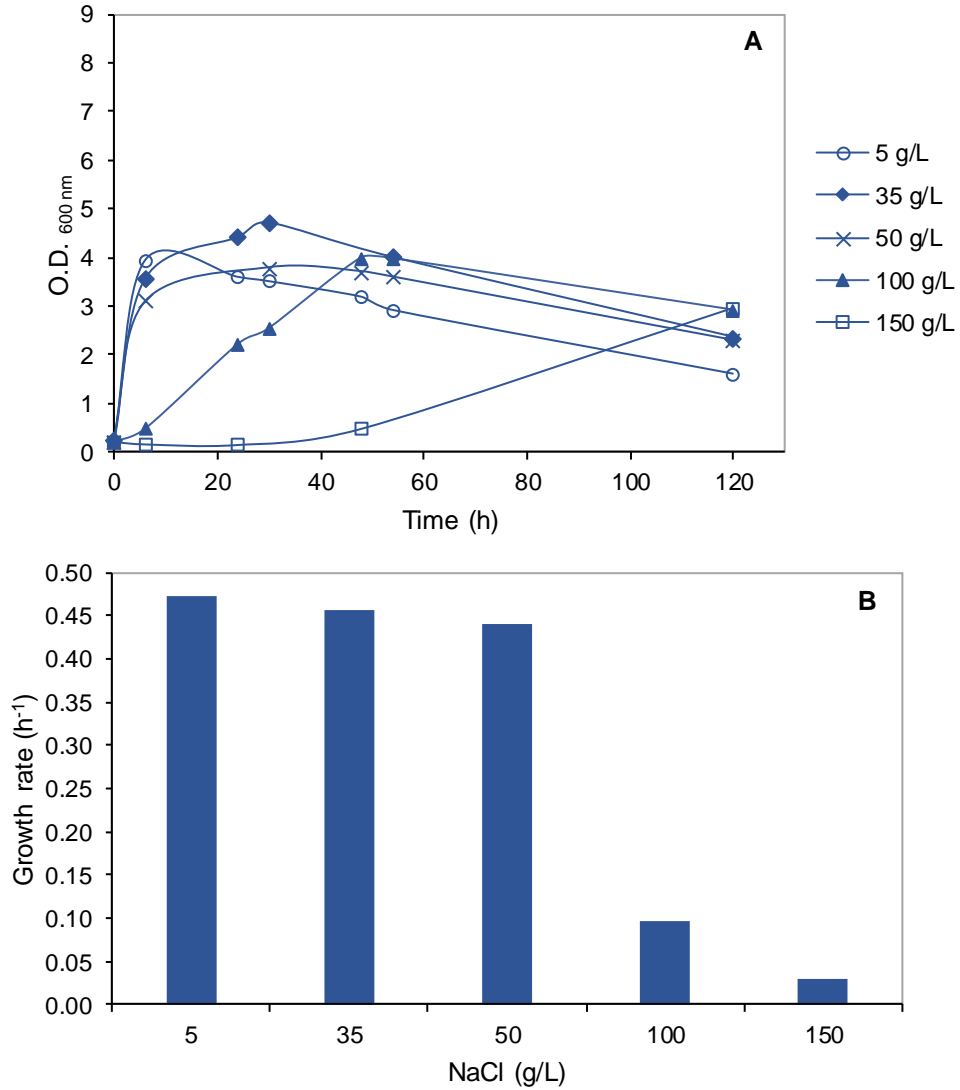 A
9
8
7
6
5
4
3
2
1
0
O.D. 600 nm
0 20 40 60 80 100 120
Time (h)
5 g/L
35 g/L
50 g/L
100 g/L
150 g/L
B
0.50
0.45
0.40
0.35
0.30
0.25
0.20
0.15
0.10
0.05
0.00
Growth rate (h-1)
5 35 50 100 150
NaCl (g/L)